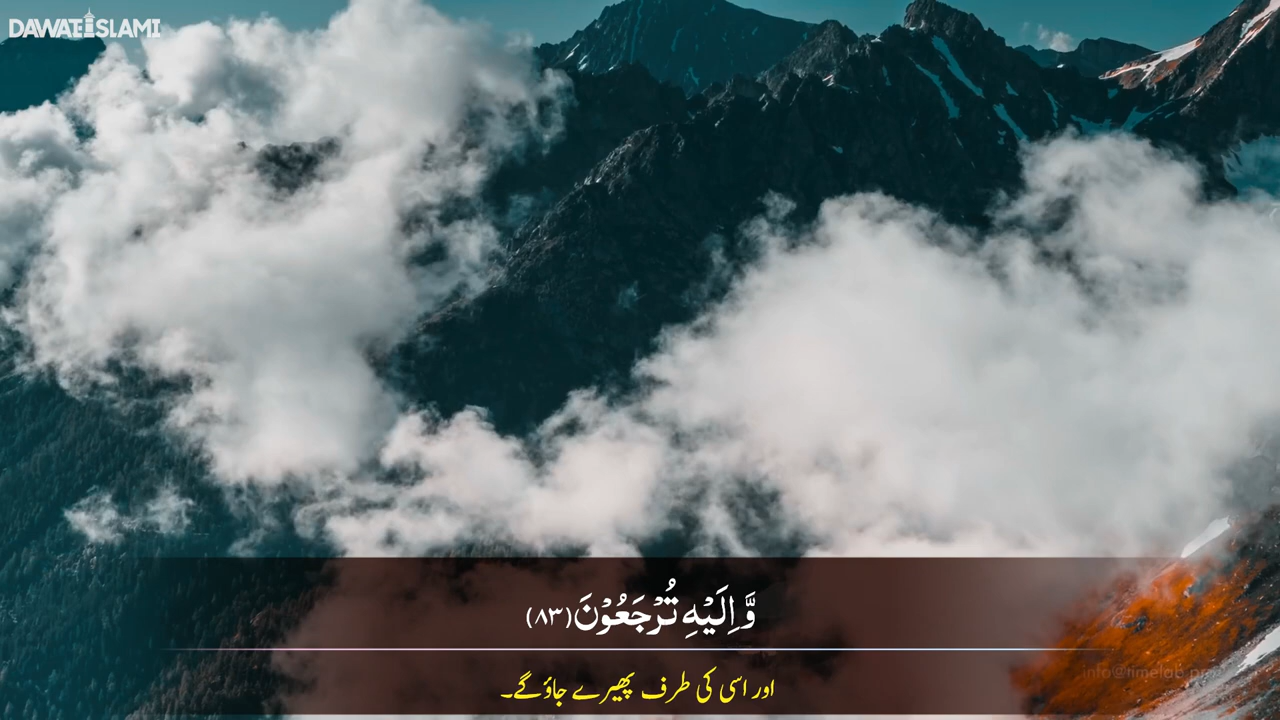 DAWATEISLAMI
وَّ اِلَیْهِ تُرْجَعُوْنَ(۸۳)
اور اسی کی طرف پھیرے جاؤ گے۔